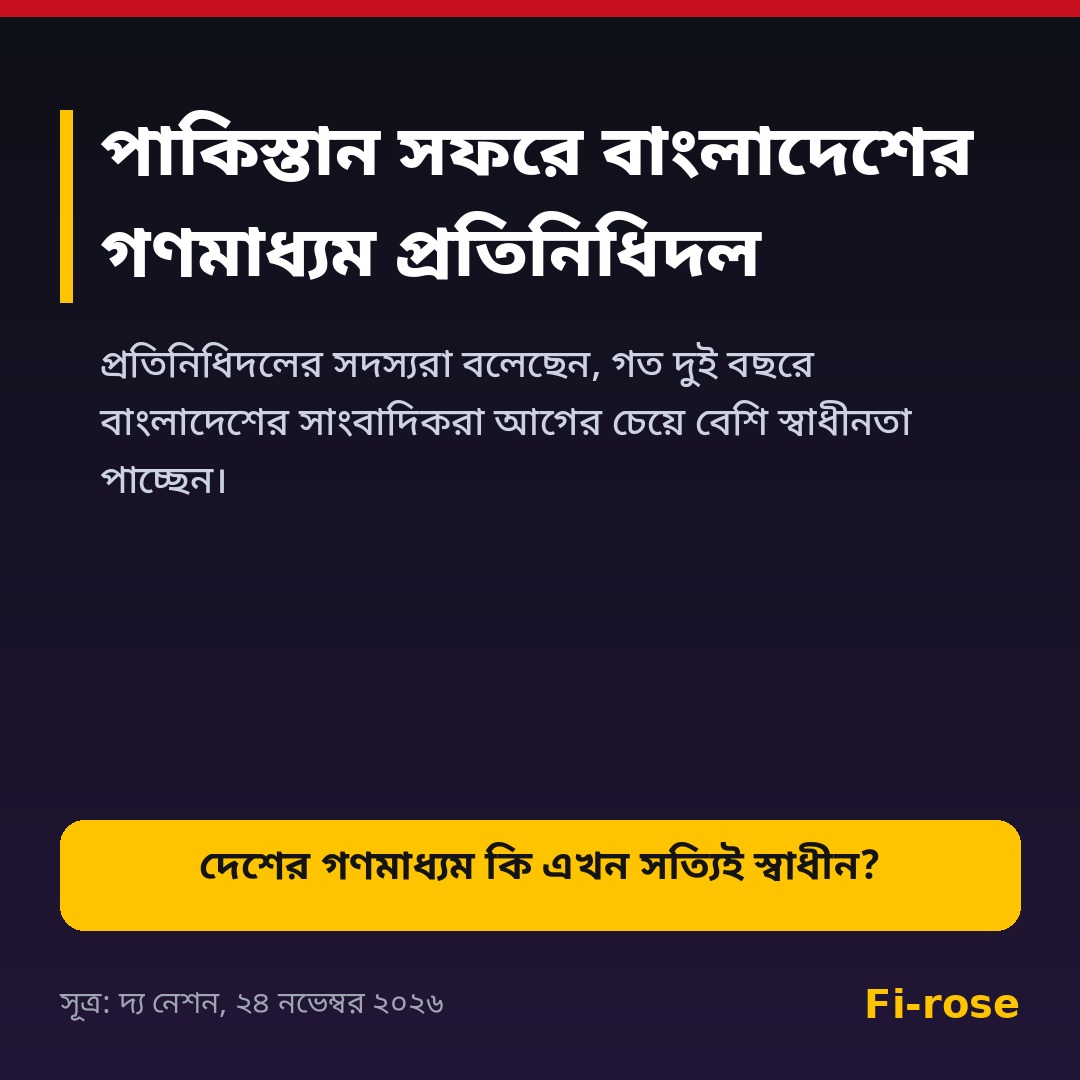 পাকিস্তান সফরে বাংলাদেশের
গণমাধ্যম প্রতিনিধিদল
প্রতিনিধিদলের সদস্যরা বলেছেন, গত দুই বছরে
বাংলাদেশের সাংবাদিকরা আগের চেয়ে বেশি স্বাধীনতা
পাচ্ছেন।
দেশের গণমাধ্যম কি এখন সত্যিই স্বাধীন?
সূত্র: দ্য নেশন, ২৪ নভেম্বর ২০২৬
Fi-rose